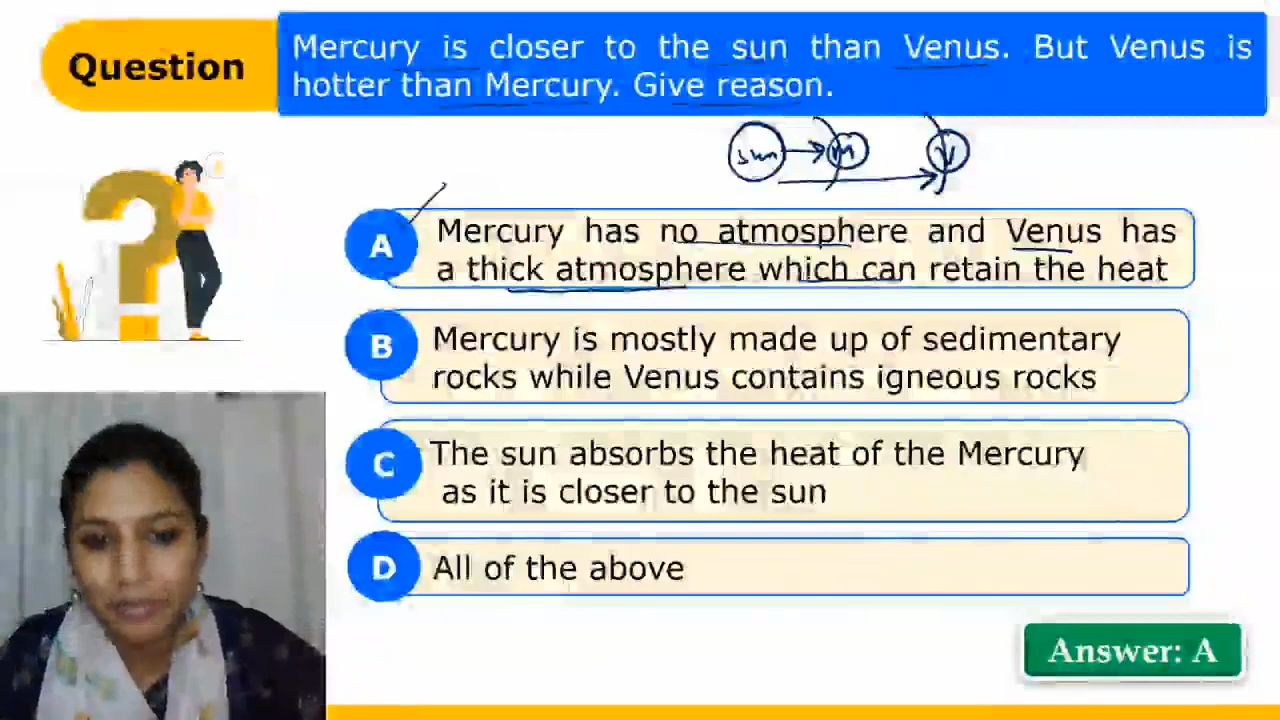 Question
Mercury is closer to the sun than Venus. But Venus is
hotter than Mercury. Give reason.
sun
m
v
A
Mercury has no atmosphere and Venus has
a thick atmosphere which can retain the heat
B
Mercury is mostly made up of sedimentary
rocks while Venus contains igneous rocks
C
The sun absorbs the heat of the Mercury
as it is closer to the sun
D
All of the above
Answer: A